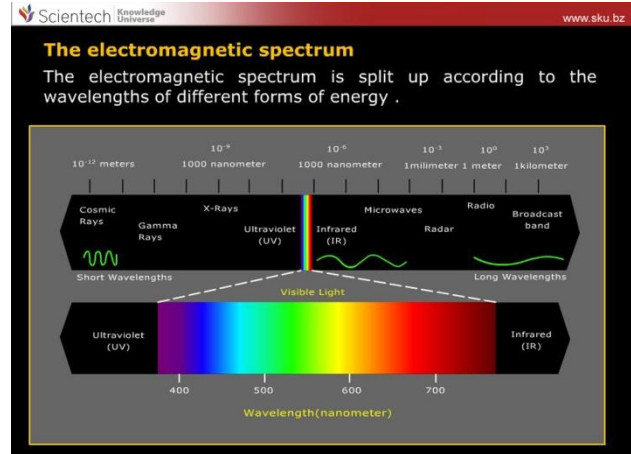 Scientech Knowledge Universe
www.sku.bz
The electromagnetic spectrum
The electromagnetic spectrum is split up according to the
wavelengths of different forms of energy .
10⁻⁹ 10⁻⁶ 10⁻³ 10⁰ 10³
10⁻¹² meters 1000 nanometer 1000 nanometer 1milimeter 1 meter 1kilometer
Cosmic Rays
Gamma Rays
X-Rays
Ultraviolet (UV)
Infrared (IR)
Microwaves
Radar
Radio
Broadcast band
Short Wavelengths
Long Wavelengths
Visible Light
Ultraviolet (UV)
Infrared (IR)
400 500 600 700
Wavelength(nanometer)